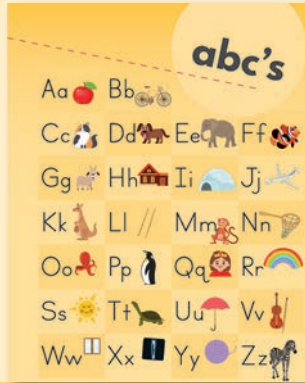 abc's
Aa Bb
Cc Dd Ee Ff
Gg Hh Ii Jj
Kk Ll Mm Nn
Oo Pp Qq Rr
Ss Tt Uu Vv
Ww Xx Yy Zz